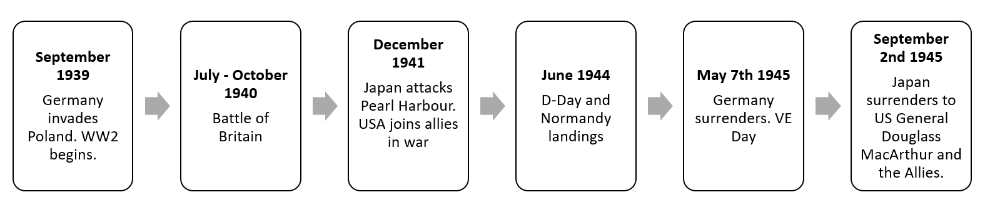 September
1939
Germany
invades
Poland. WW2
begins.
July - October
1940
Battle of
Britain
December
1941
Japan attacks
Pearl Harbour.
USA joins allies
in war
June 1944
D-Day and
Normandy
landings
May 7th 1945
Germany
surrenders. VE
Day
September
2nd 1945
Japan
surrenders to
US General
Douglass
MacArthur and
the Allies.